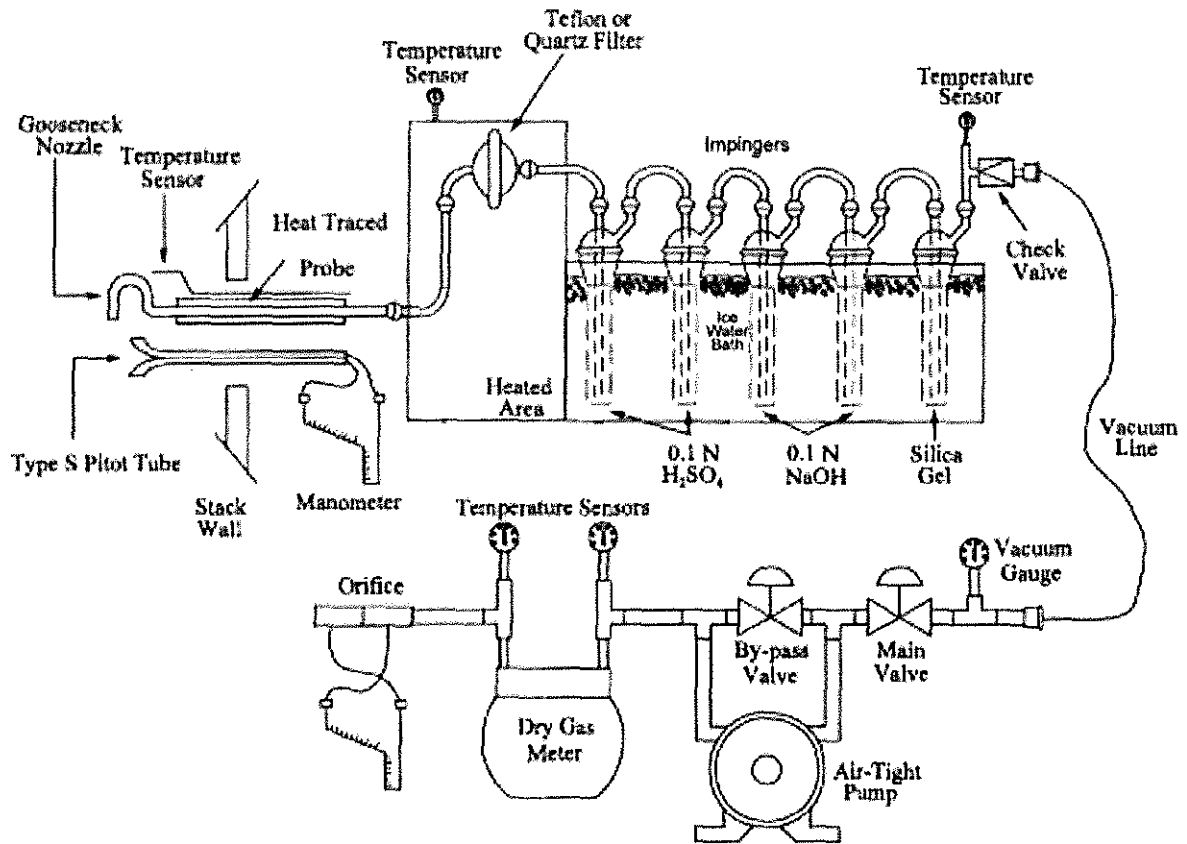 Teflon or
Quartz Filter
Temperature
Sensor
Temperature
Sensor
Gooseneck
Nozzle
Temperature
Sensor
Impingers
Heat Traced
Probe
Check
Valve
Ice
Water
Bath
Heated
Area
Type S Pitot Tube
Stack
Wall
Manometer
0.1 N
H₂SO₄
0.1 N
NaOH
Silica
Gel
Vacuum
Line
Temperature Sensors
Vacuum
Gauge
Orifice
By-pass
Valve
Main
Valve
Dry Gas
Meter
Air-Tight
Pump